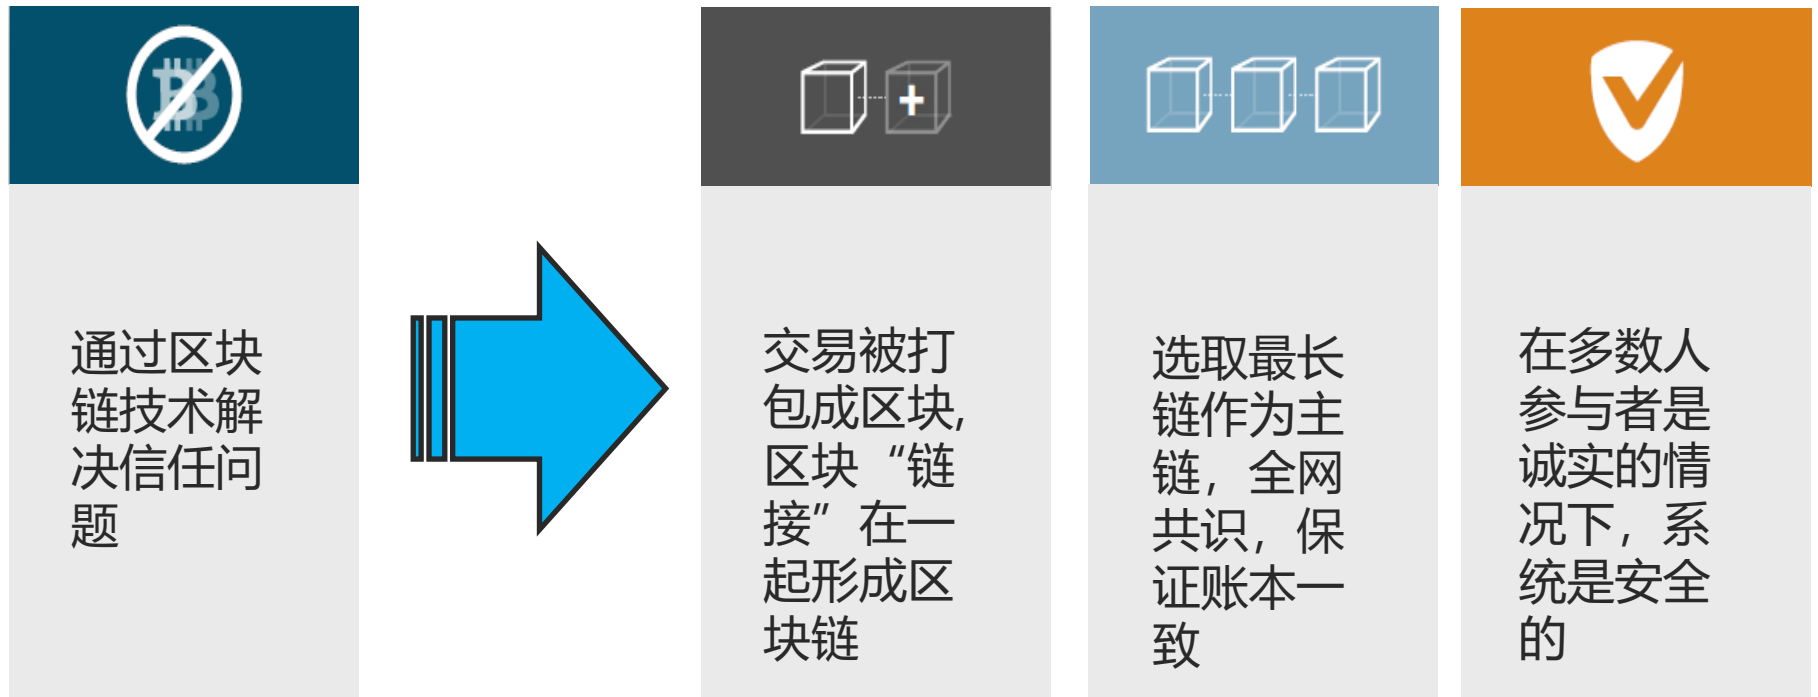 通过区块
链技术解
决信任问
题
交易被打
包成区块,
区块“链
接”在一
起形成区
块链
选取最长
链作为主
链，全网
共识，保
证账本一
致
在多数人
参与者是
诚实的情
况下，系
统是安全
的